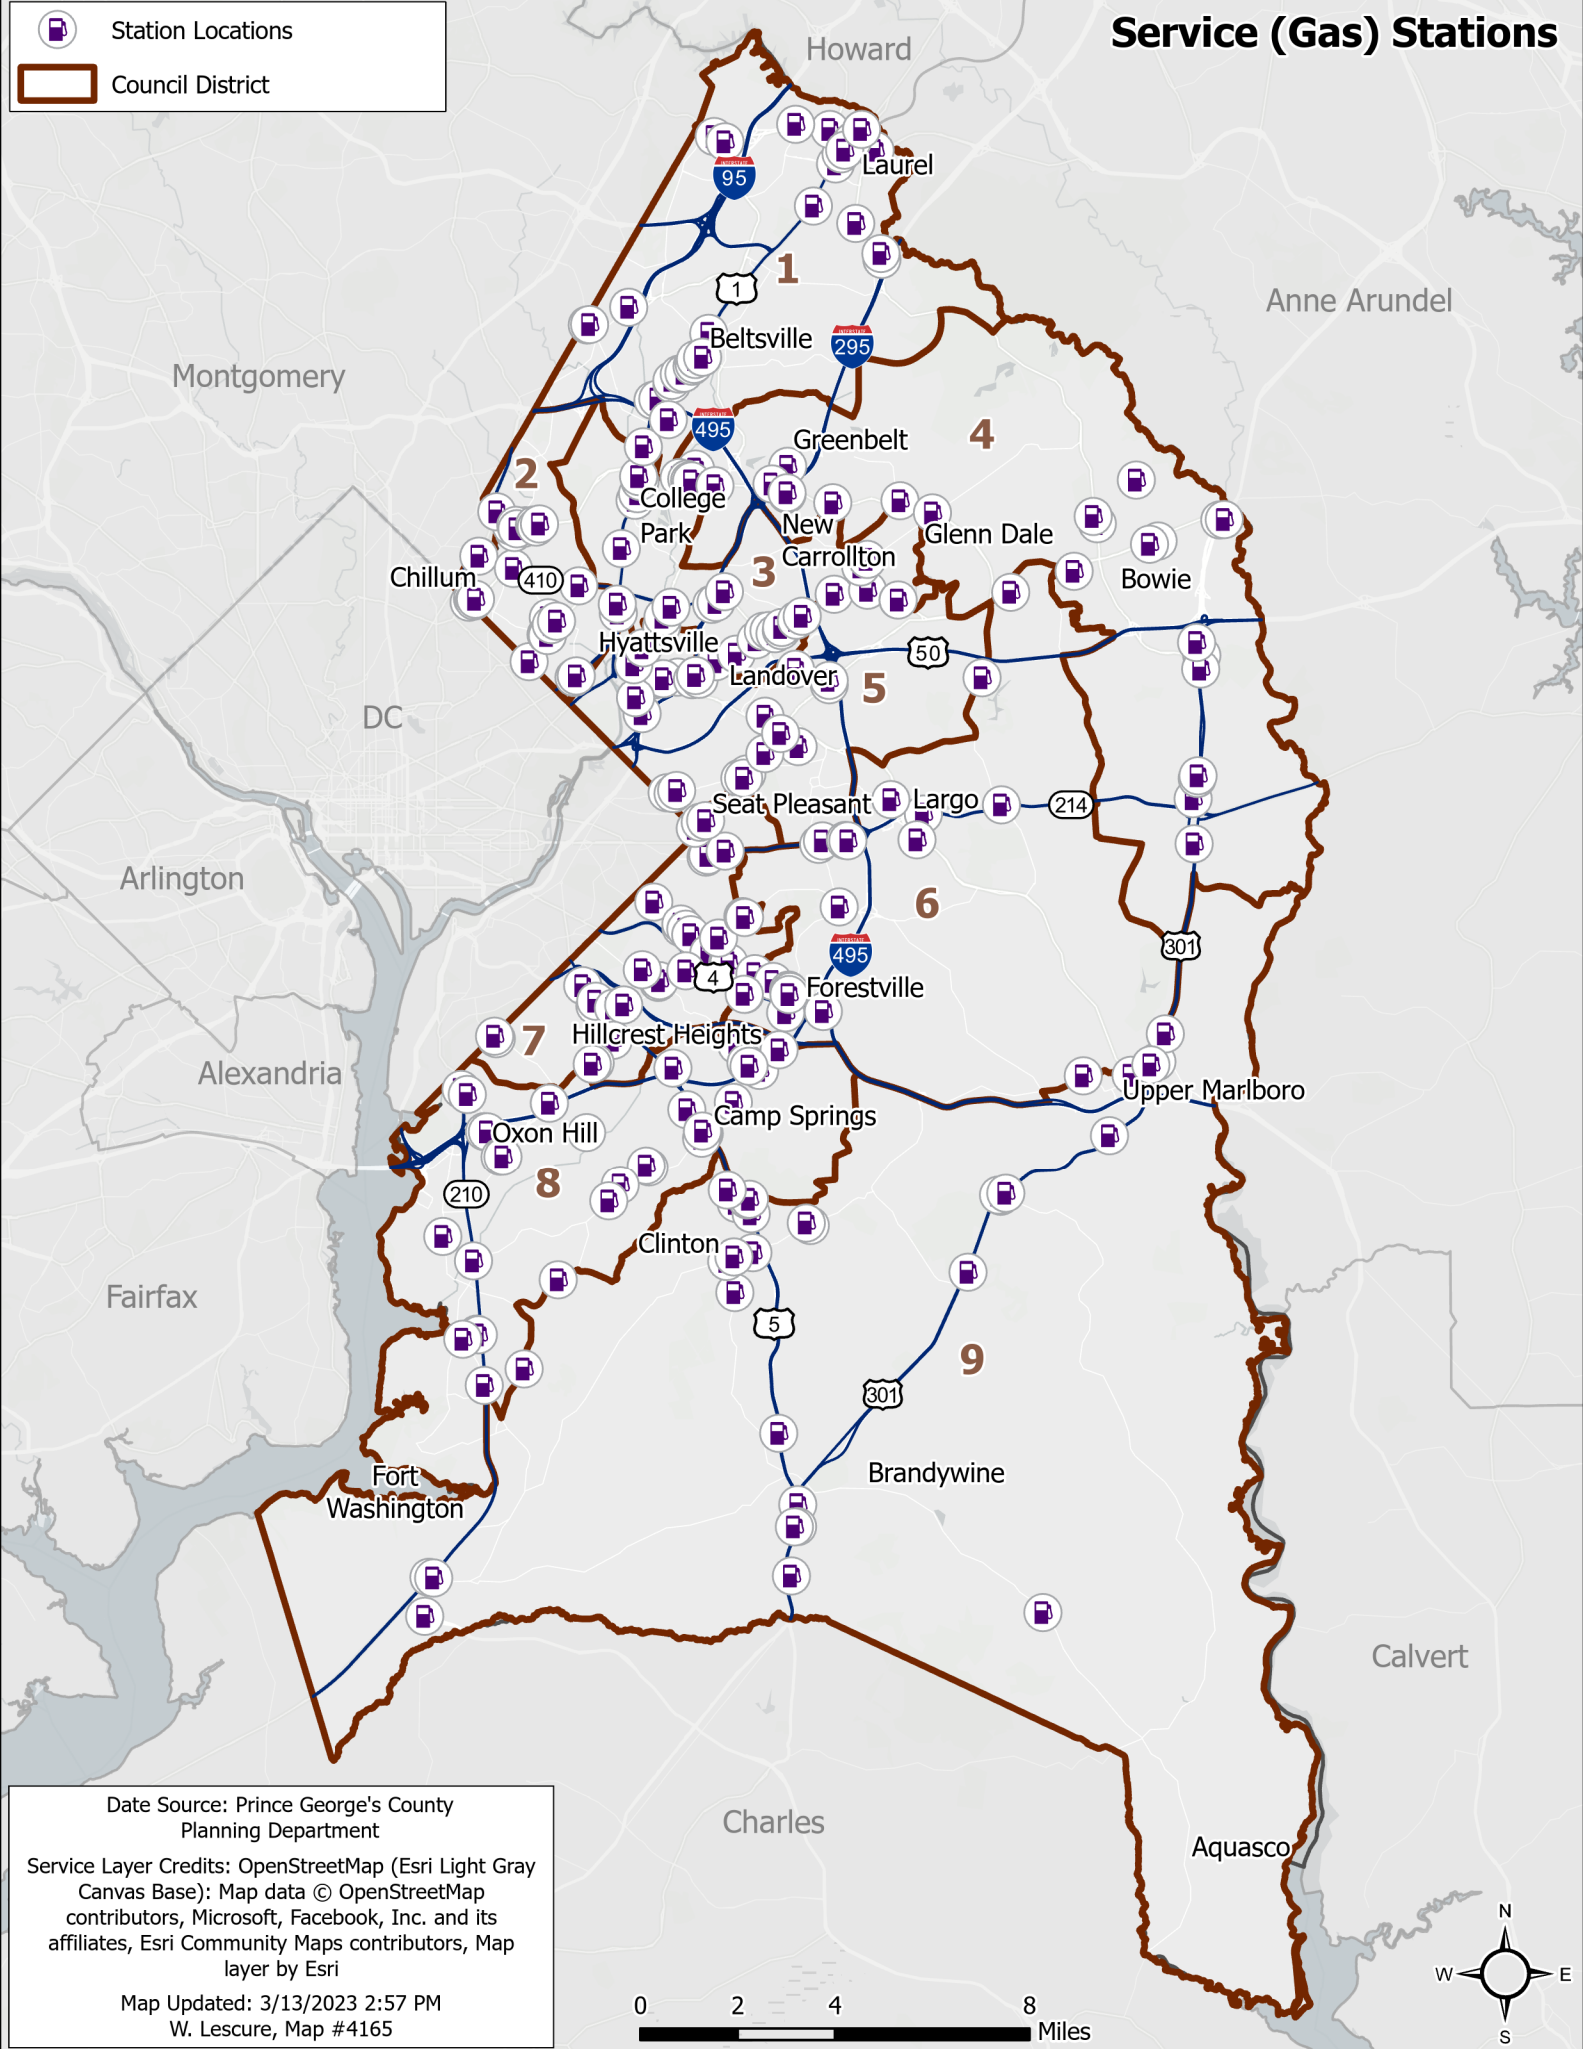 Service (Gas) Stations
Station Locations
Council District
Howard
Laurel
INTERSTATE
95
1
1
Anne Arundel
Beltsville
INTERSTATE
295
Montgomery
INTERSTATE
495
Greenbelt
4
2
College
Park
New
Carrollton
Glenn Dale
3
Chillum
410
Bowie
Hyattsville
50
Landover
5
DC
Seat Pleasant
Largo
214
Arlington
6
301
INTERSTATE
495
4
Forestville
7
Hillcrest Heights
Alexandria
Upper Marlboro
Camp Springs
Oxon Hill
8
210
Clinton
Fairfax
5
9
301
Brandywine
Fort
Washington
Calvert
Charles
Aquasco
Date Source: Prince George's County
Planning Department
Service Layer Credits: OpenStreetMap (Esri Light Gray
Canvas Base): Map data © OpenStreetMap
contributors, Microsoft, Facebook, Inc. and its
affiliates, Esri Community Maps contributors, Map
layer by Esri
Map Updated: 3/13/2023 2:57 PM
W. Lescure, Map #4165
0 2 4 8
Miles
N
W E
S